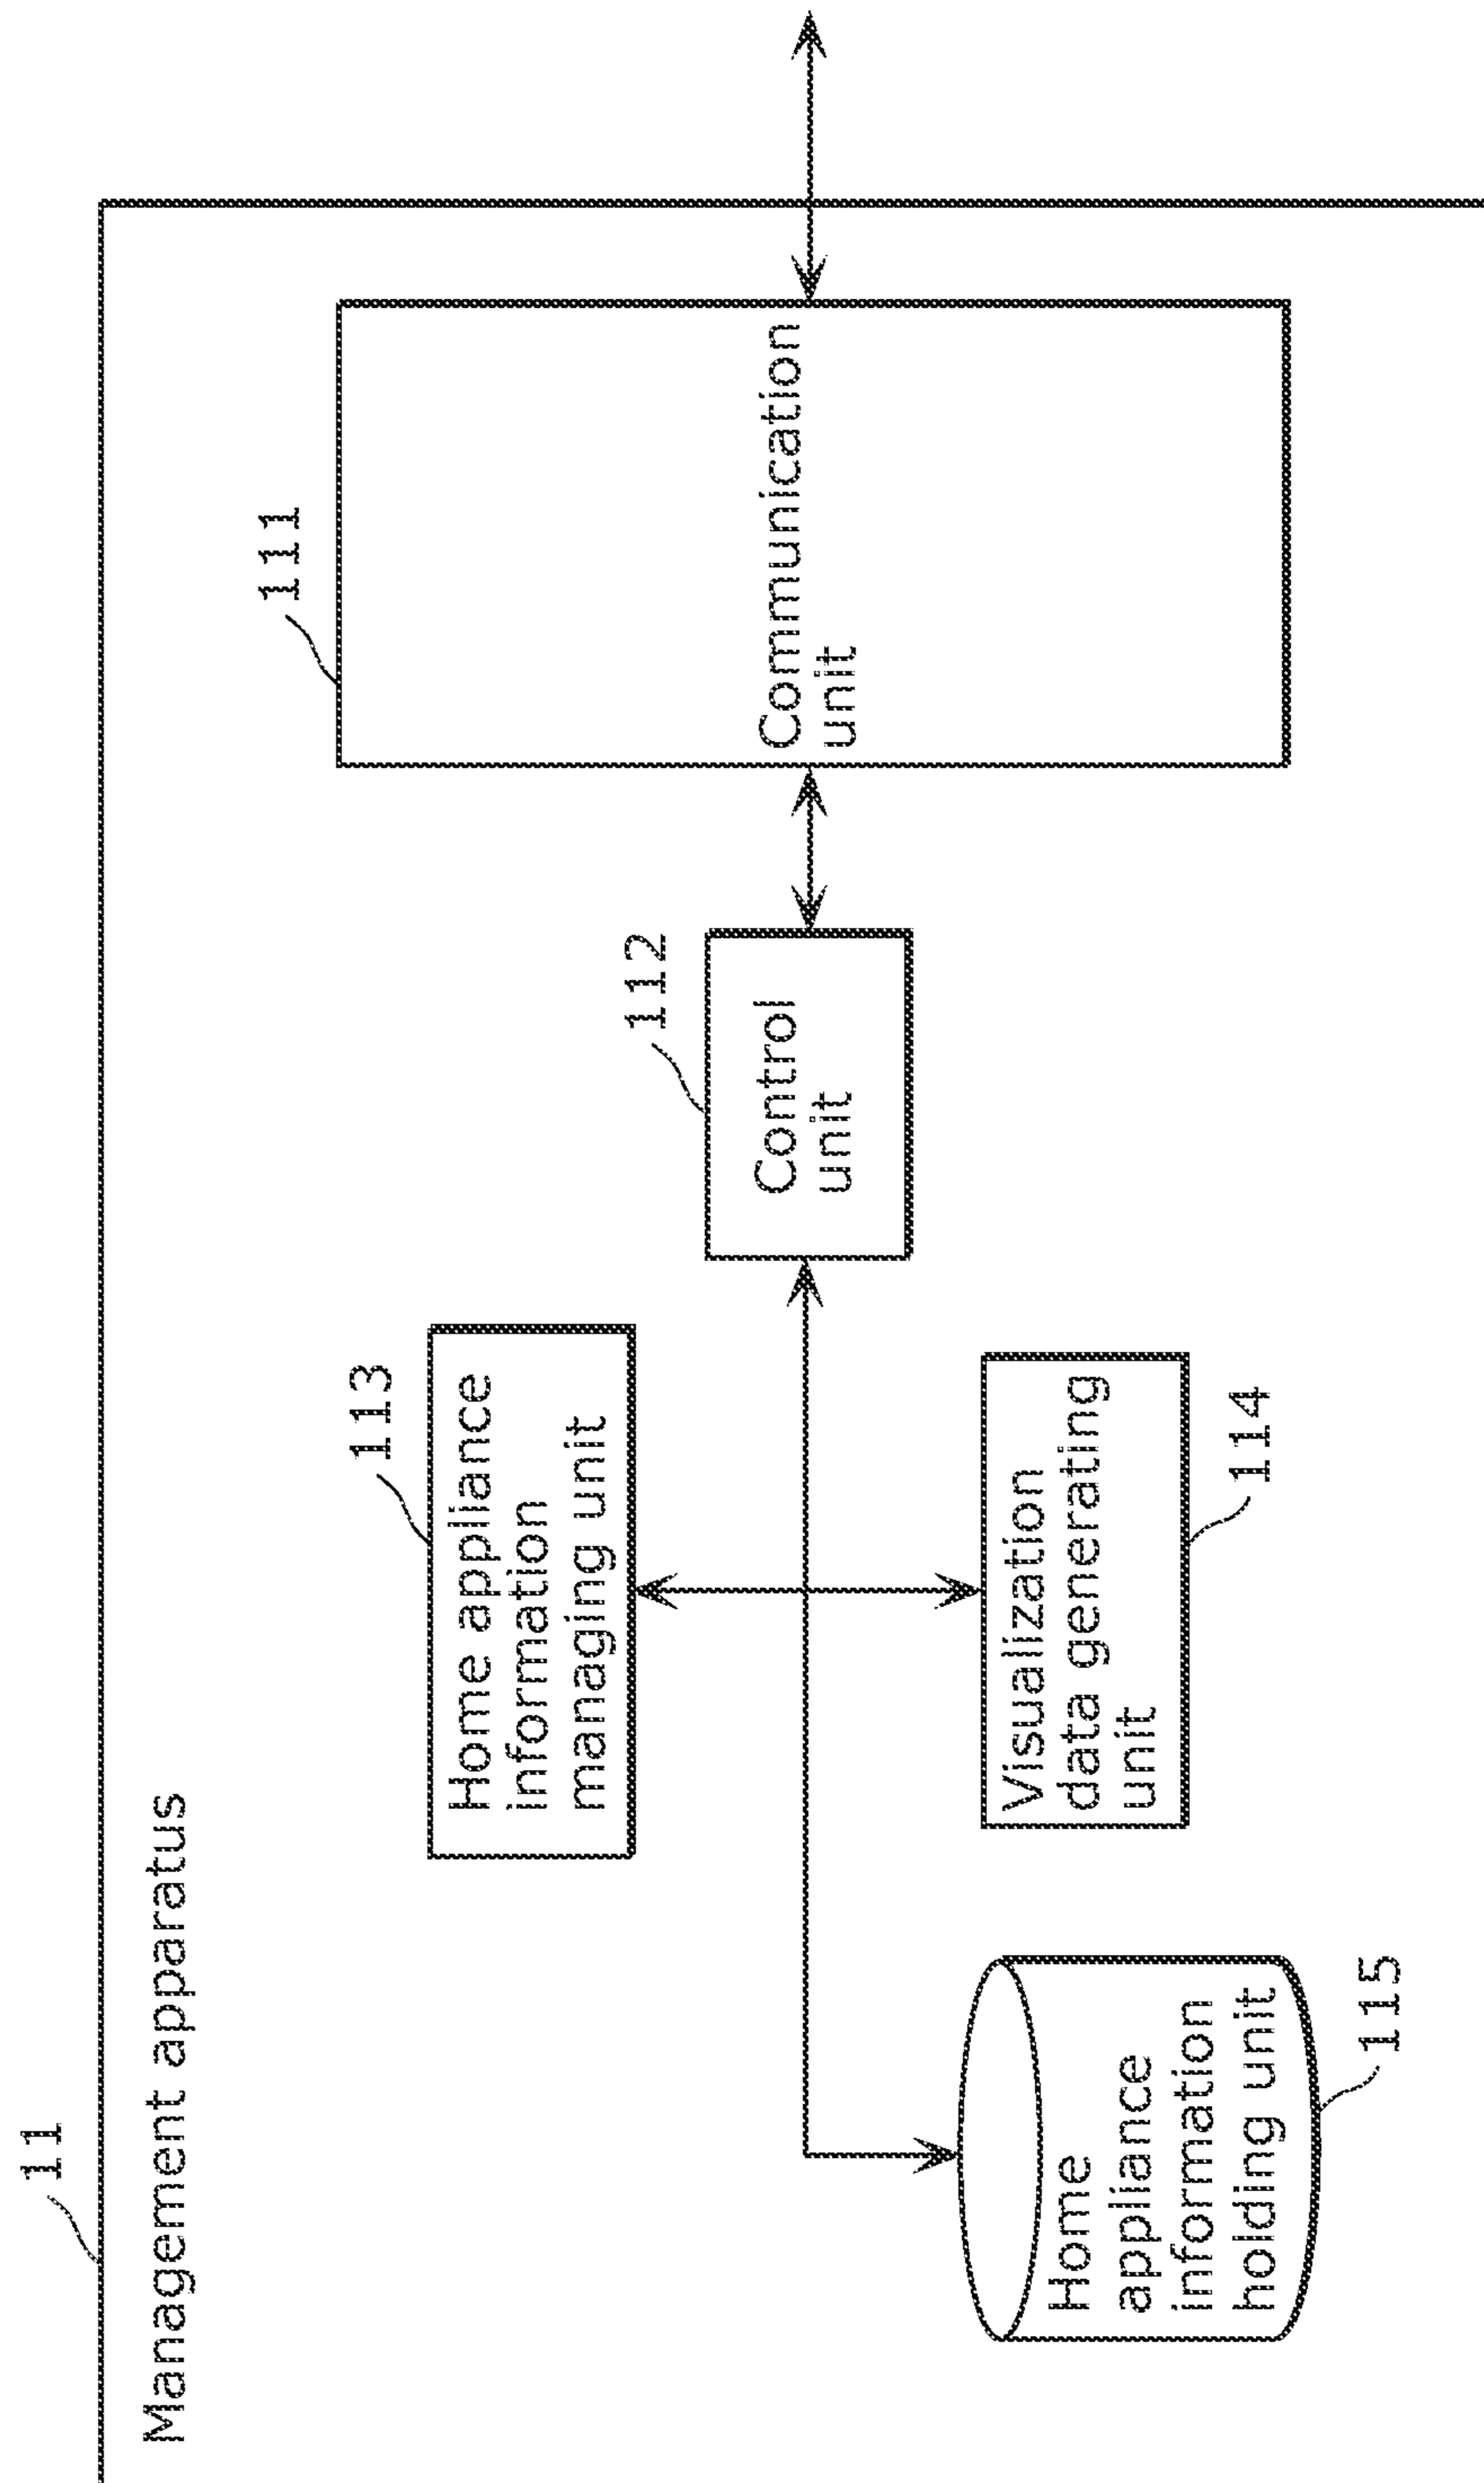 11
Management apparatus
115
Home
appliance
information
holding unit
113
Home appliance
information
managing unit
114
Visualization
data generating
unit
112
Control
unit
111
Communication
unit